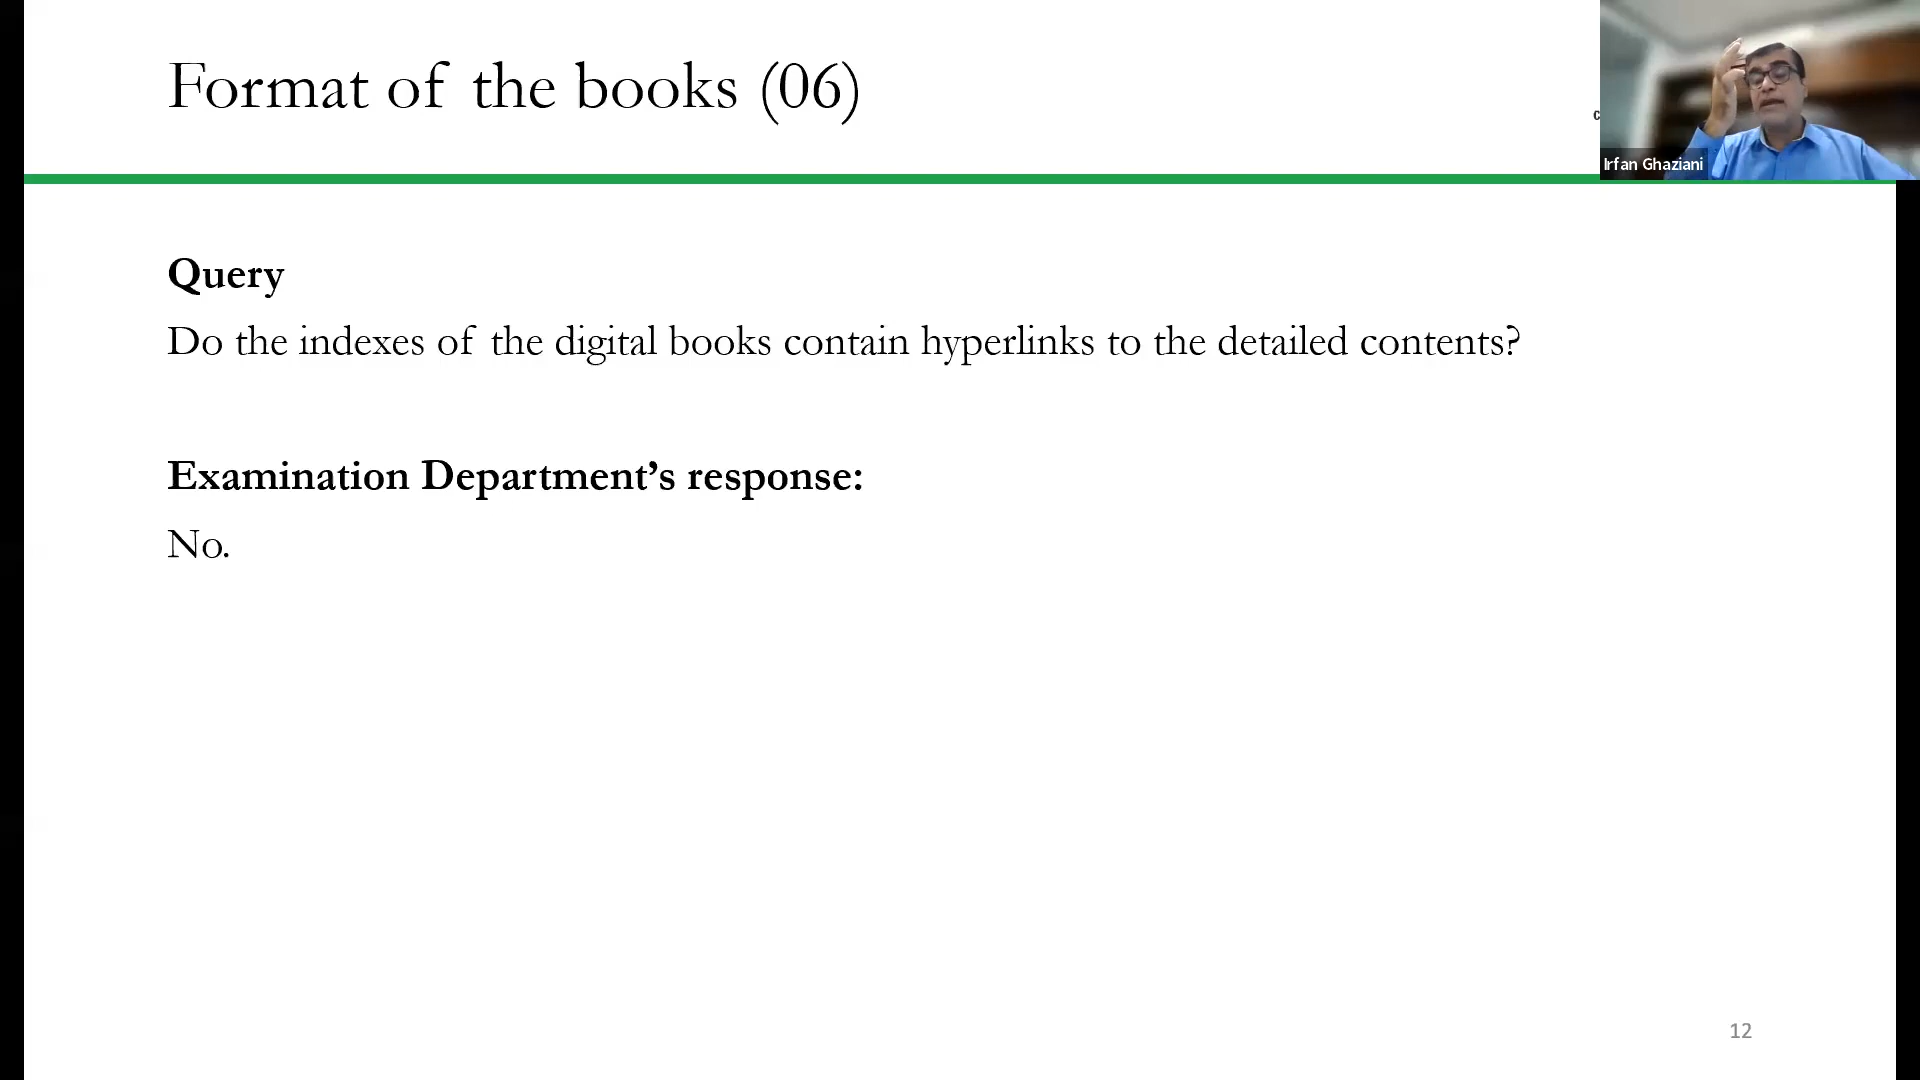 Format of the books (06)
c
Irfan Ghaziani
Query
Do the indexes of the digital books contain hyperlinks to the detailed contents?
Examination Department’s response:
No.
12